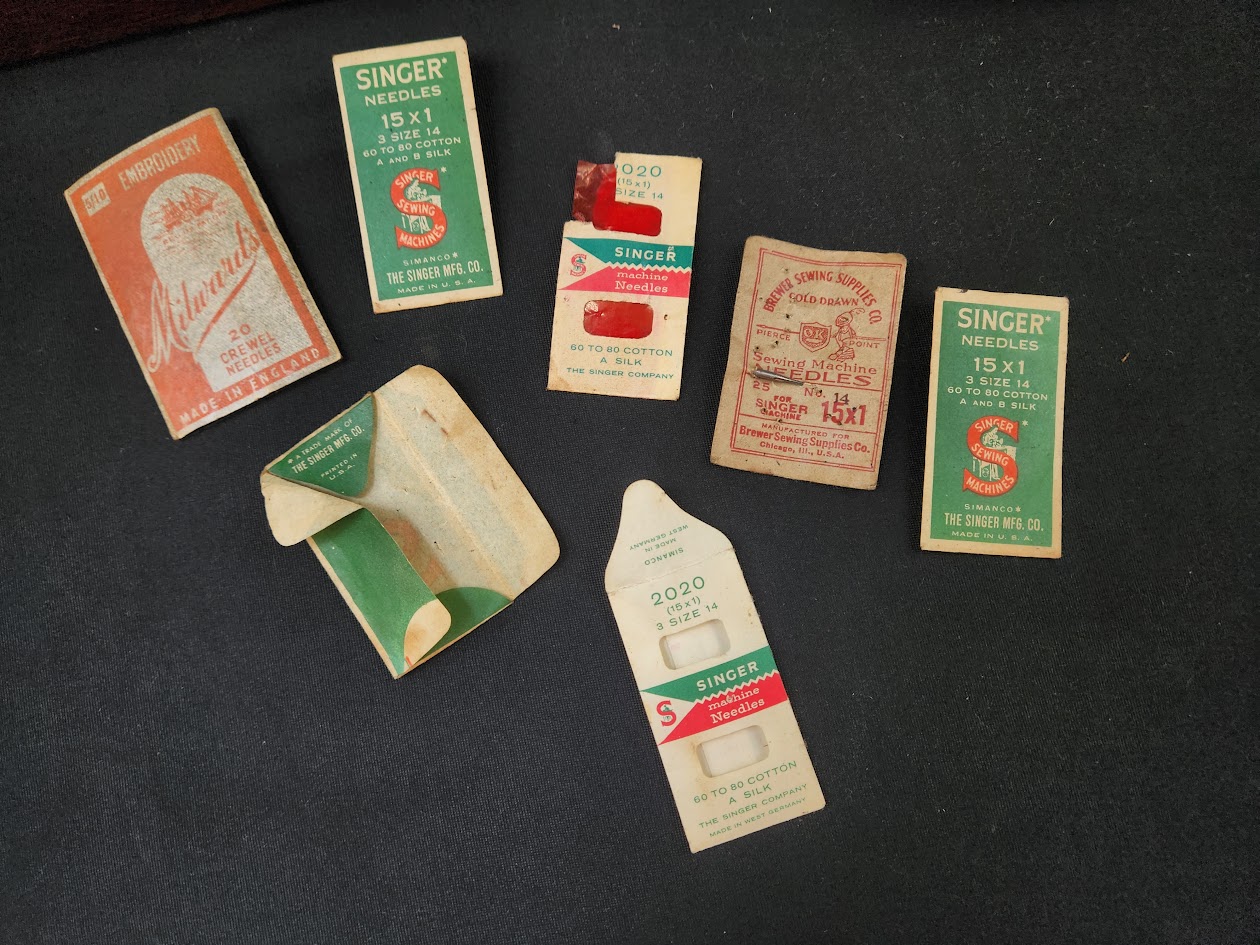 5/10
EMBROIDERY
Milward's
20
CREWEL
NEEDLES
MADE IN ENGLAND
SINGER*
NEEDLES
15 X 1
3 SIZE 14
60 TO 80 COTTON
A AND B SILK
SINGER
SEWING
MACHINES
*
SIMANCO*
THE SINGER MFG. CO.
MADE IN U. S. A.
2020
(15x1)
SIZE 14
SINGER
machine
Needles
60 TO 80 COTTON
A SILK
THE SINGER COMPANY
BREWER SEWING SUPPLIES CO.
GOLD DRAWN
PIERCE POINT
Sewing Machine
NEEDLES
25 No. 14
FOR
SINGER
MACHINE
15x1
MANUFACTURED FOR
Brewer Sewing Supplies Co.
Chicago, Ill., U.S.A.
SINGER*
NEEDLES
15 X 1
3 SIZE 14
60 TO 80 COTTON
A AND B SILK
SINGER
SEWING
MACHINES
*
SIMANCO*
THE SINGER MFG. CO.
MADE IN U. S. A.
* A TRADE MARK OF
THE SINGER MFG. CO.
PRINTED IN
U.S.A.
SIMANCO
MADE IN
WEST GERMANY
2020
(15x1)
3 SIZE 14
SINGER
machine
Needles
60 TO 80 COTTON
A SILK
THE SINGER COMPANY
MADE IN WEST GERMANY